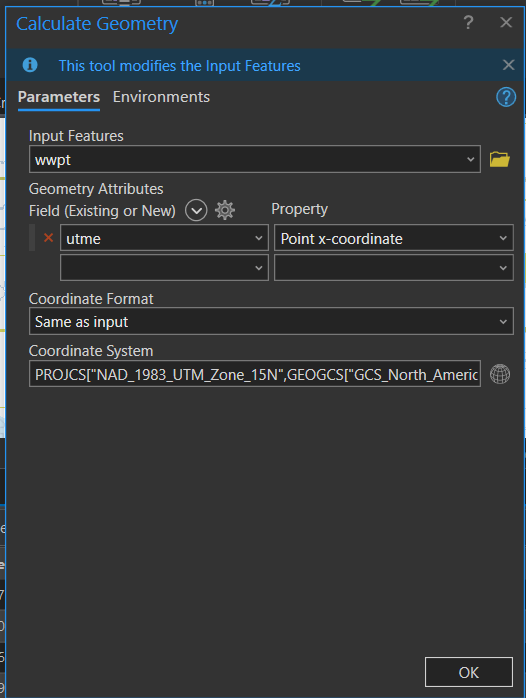 Calculate Geometry
This tool modifies the Input Features
Parameters Environments
Input Features
wwpt
Geometry Attributes
Field (Existing or New) Property
utme Point x-coordinate
Coordinate Format
Same as input
Coordinate System
PROJCS["NAD_1983_UTM_Zone_15N",GEOGCS["GCS_North_Americ
OK